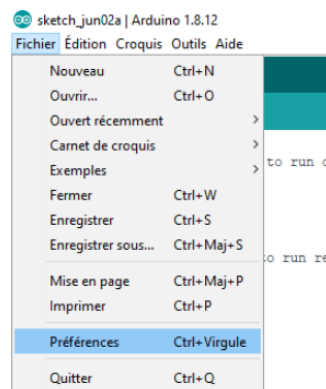 sketch_jun02a | Arduino 1.8.12
Fichier Édition Croquis Outils Aide
Nouveau Ctrl+N
Ouvrir... Ctrl+O
Ouvert récemment >
Carnet de croquis >
Exemples > to run
Fermer Ctrl+W
Enregistrer Ctrl+S
Enregistrer sous... Ctrl+Maj+S
to run
Mise en page Ctrl+Maj+P
Imprimer Ctrl+P
Préférences Ctrl+Virgule
Quitter Ctrl+Q